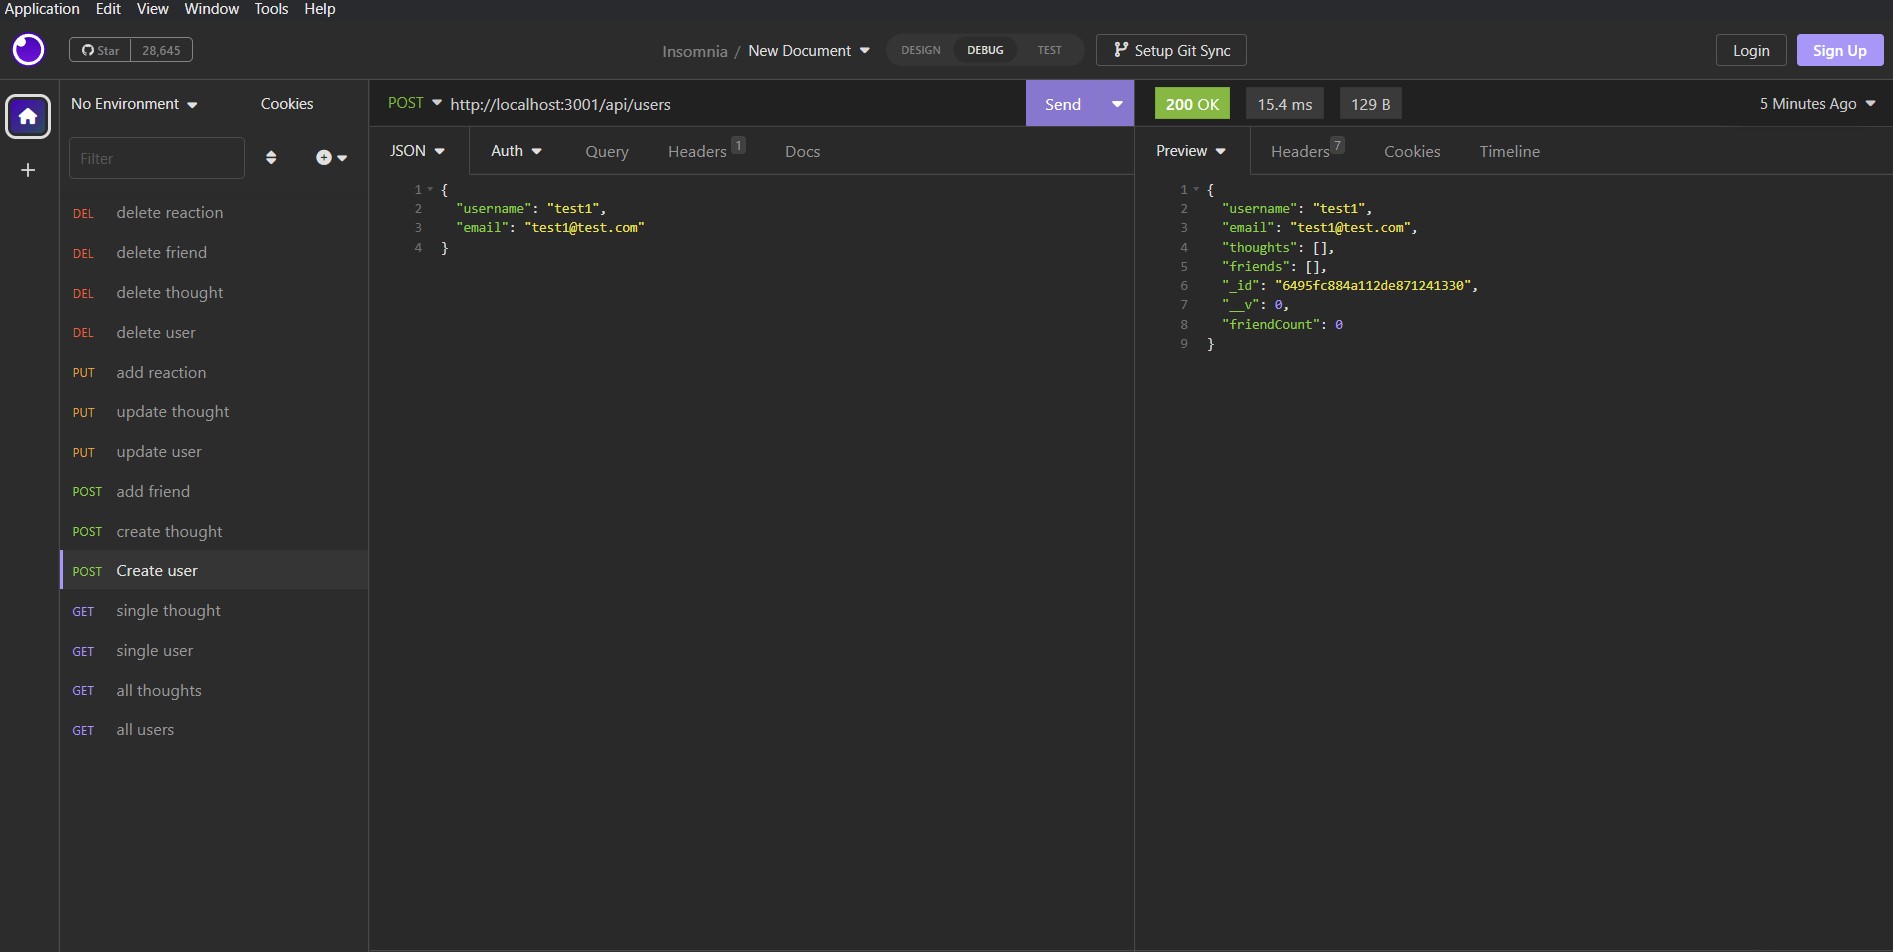 Application Edit View Window Tools Help
Star 28,645
Insomnia / New Document
DESIGN DEBUG TEST
Setup Git Sync
Login
Sign Up
No Environment
Cookies
Filter
DEL delete reaction
DEL delete friend
DEL delete thought
DEL delete user
PUT add reaction
PUT update thought
PUT update user
POST add friend
POST create thought
POST Create user
GET single thought
GET single user
GET all thoughts
GET all users
POST http://localhost:3001/api/users
Send
JSON Auth Query Headers 1 Docs
1 {
2 "username": "test1",
3 "email": "test1@test.com"
4 }
200 OK 15.4 ms 129 B
5 Minutes Ago
Preview Headers 7 Cookies Timeline
1 {
2 "username": "test1",
3 "email": "test1@test.com",
4 "thoughts": [],
5 "friends": [],
6 "_id": "6495fc884a112de871241330",
7 "__v": 0,
8 "friendCount": 0
9 }